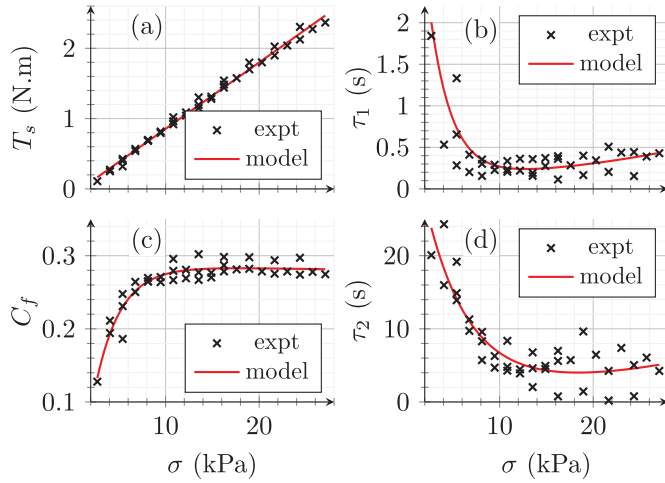 (a)
T_s (N.m)
2
1
0
expt
model
(b)
τ_1 (s)
2
1.5
1
0.5
0
expt
model
(c)
C_f
0.3
0.2
0.1
10
20
σ (kPa)
expt
model
(d)
τ_2 (s)
20
10
0
10
20
σ (kPa)
expt
model